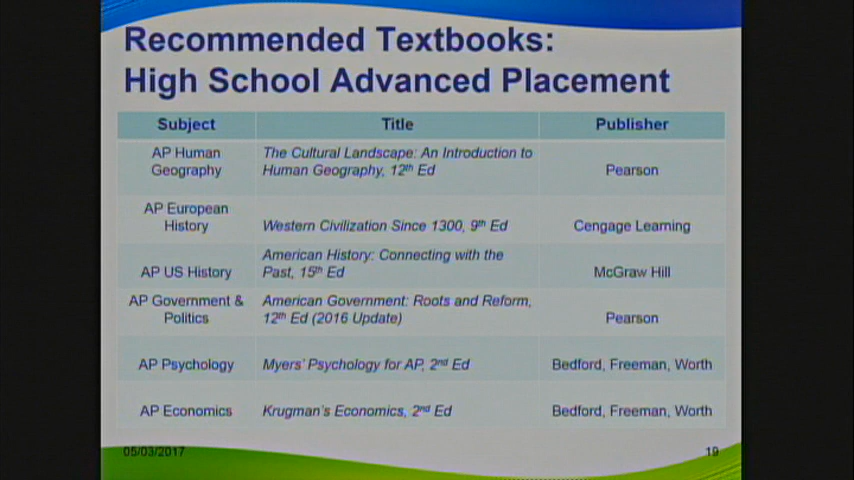 Recommended Textbooks:
High School Advanced Placement
Subject Title Publisher
AP Human
Geography
The Cultural Landscape: An Introduction to
Human Geography, 12th Ed
Pearson
AP European
History
Western Civilization Since 1300, 9th Ed
Cengage Learning
AP US History
American History: Connecting with the
Past, 15th Ed
McGraw Hill
AP Government &
Politics
American Government: Roots and Reform,
12th Ed (2016 Update)
Pearson
AP Psychology
Myers' Psychology for AP, 2nd Ed
Bedford, Freeman, Worth
AP Economics
Krugman's Economics, 2nd Ed
Bedford, Freeman, Worth
05/03/2017
19